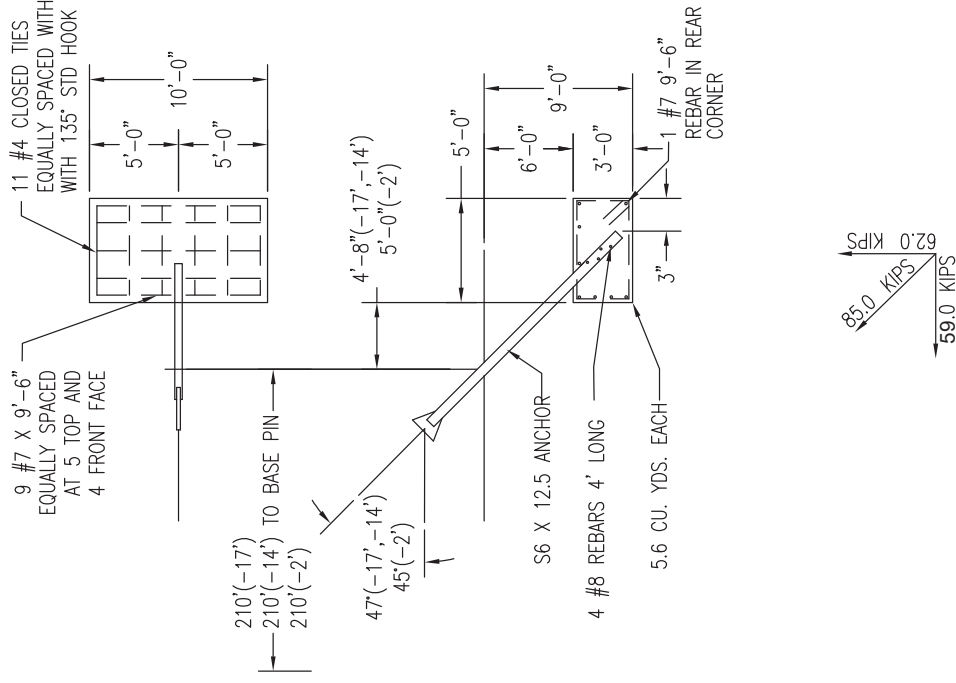 11 #4 CLOSED TIES
EQUALLY SPACED WITH
WITH 135° STD HOOK
9 #7 X 9'-6"
EQUALLY SPACED
AT 5 TOP AND
4 FRONT FACE
5'-0"
5'-0"
10'-0"
4'-8"(-17',-14')
5'-0"(-2')
5'-0"
210'(-17')
210'(-14') TO BASE PIN
210'(-2')
6'-0"
3'-0"
9'-0"
47°(-17',-14')
45°(-2')
1 #7 9'-6"
REBAR IN REAR
CORNER
3"
S6 X 12.5 ANCHOR
4 #8 REBARS 4' LONG
5.6 CU. YDS. EACH
85.0 KIPS
62.0 KIPS
59.0 KIPS